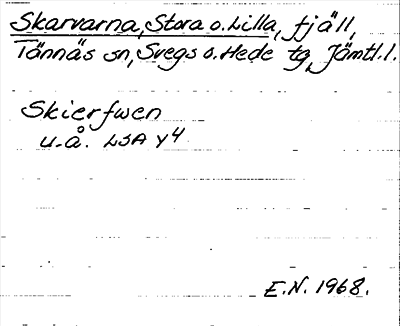 Skarvarna, Stora o. Lilla, fjäll,
Tännäs sn, Svegs o. Hede tg, Jämtl. l.
Skierfwen
u.å. LSA Y4
E.N. 1968.